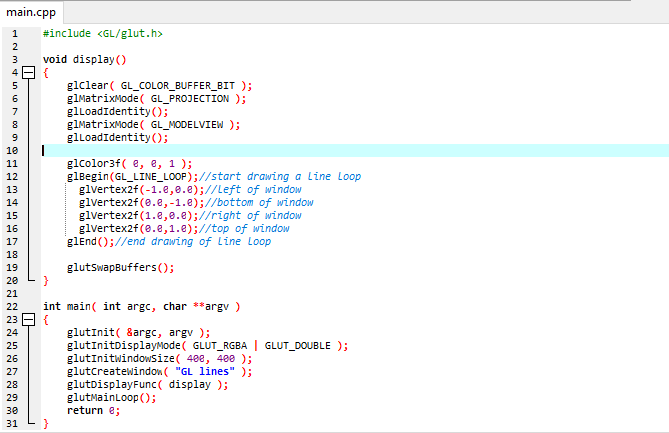 main.cpp
1 #include <GL/glut.h>
2
3 void display()
4 {
5 glClear( GL_COLOR_BUFFER_BIT );
6 glMatrixMode( GL_PROJECTION );
7 glLoadIdentity();
8 glMatrixMode( GL_MODELVIEW );
9 glLoadIdentity();
10
11 glColor3f( 0, 0, 1 );
12 glBegin(GL_LINE_LOOP);//start drawing a line loop
13 glVertex2f(-1.0,0.0);//left of window
14 glVertex2f(0.0,-1.0);//bottom of window
15 glVertex2f(1.0,0.0);//right of window
16 glVertex2f(0.0,1.0);//top of window
17 glEnd();//end drawing of line loop
18
19 glutSwapBuffers();
20 }
21
22 int main( int argc, char **argv )
23 {
24 glutInit( &argc, argv );
25 glutInitDisplayMode( GLUT_RGBA | GLUT_DOUBLE );
26 glutInitWindowSize( 400, 400 );
27 glutCreateWindow( "GL lines" );
28 glutDisplayFunc( display );
29 glutMainLoop();
30 return 0;
31 }